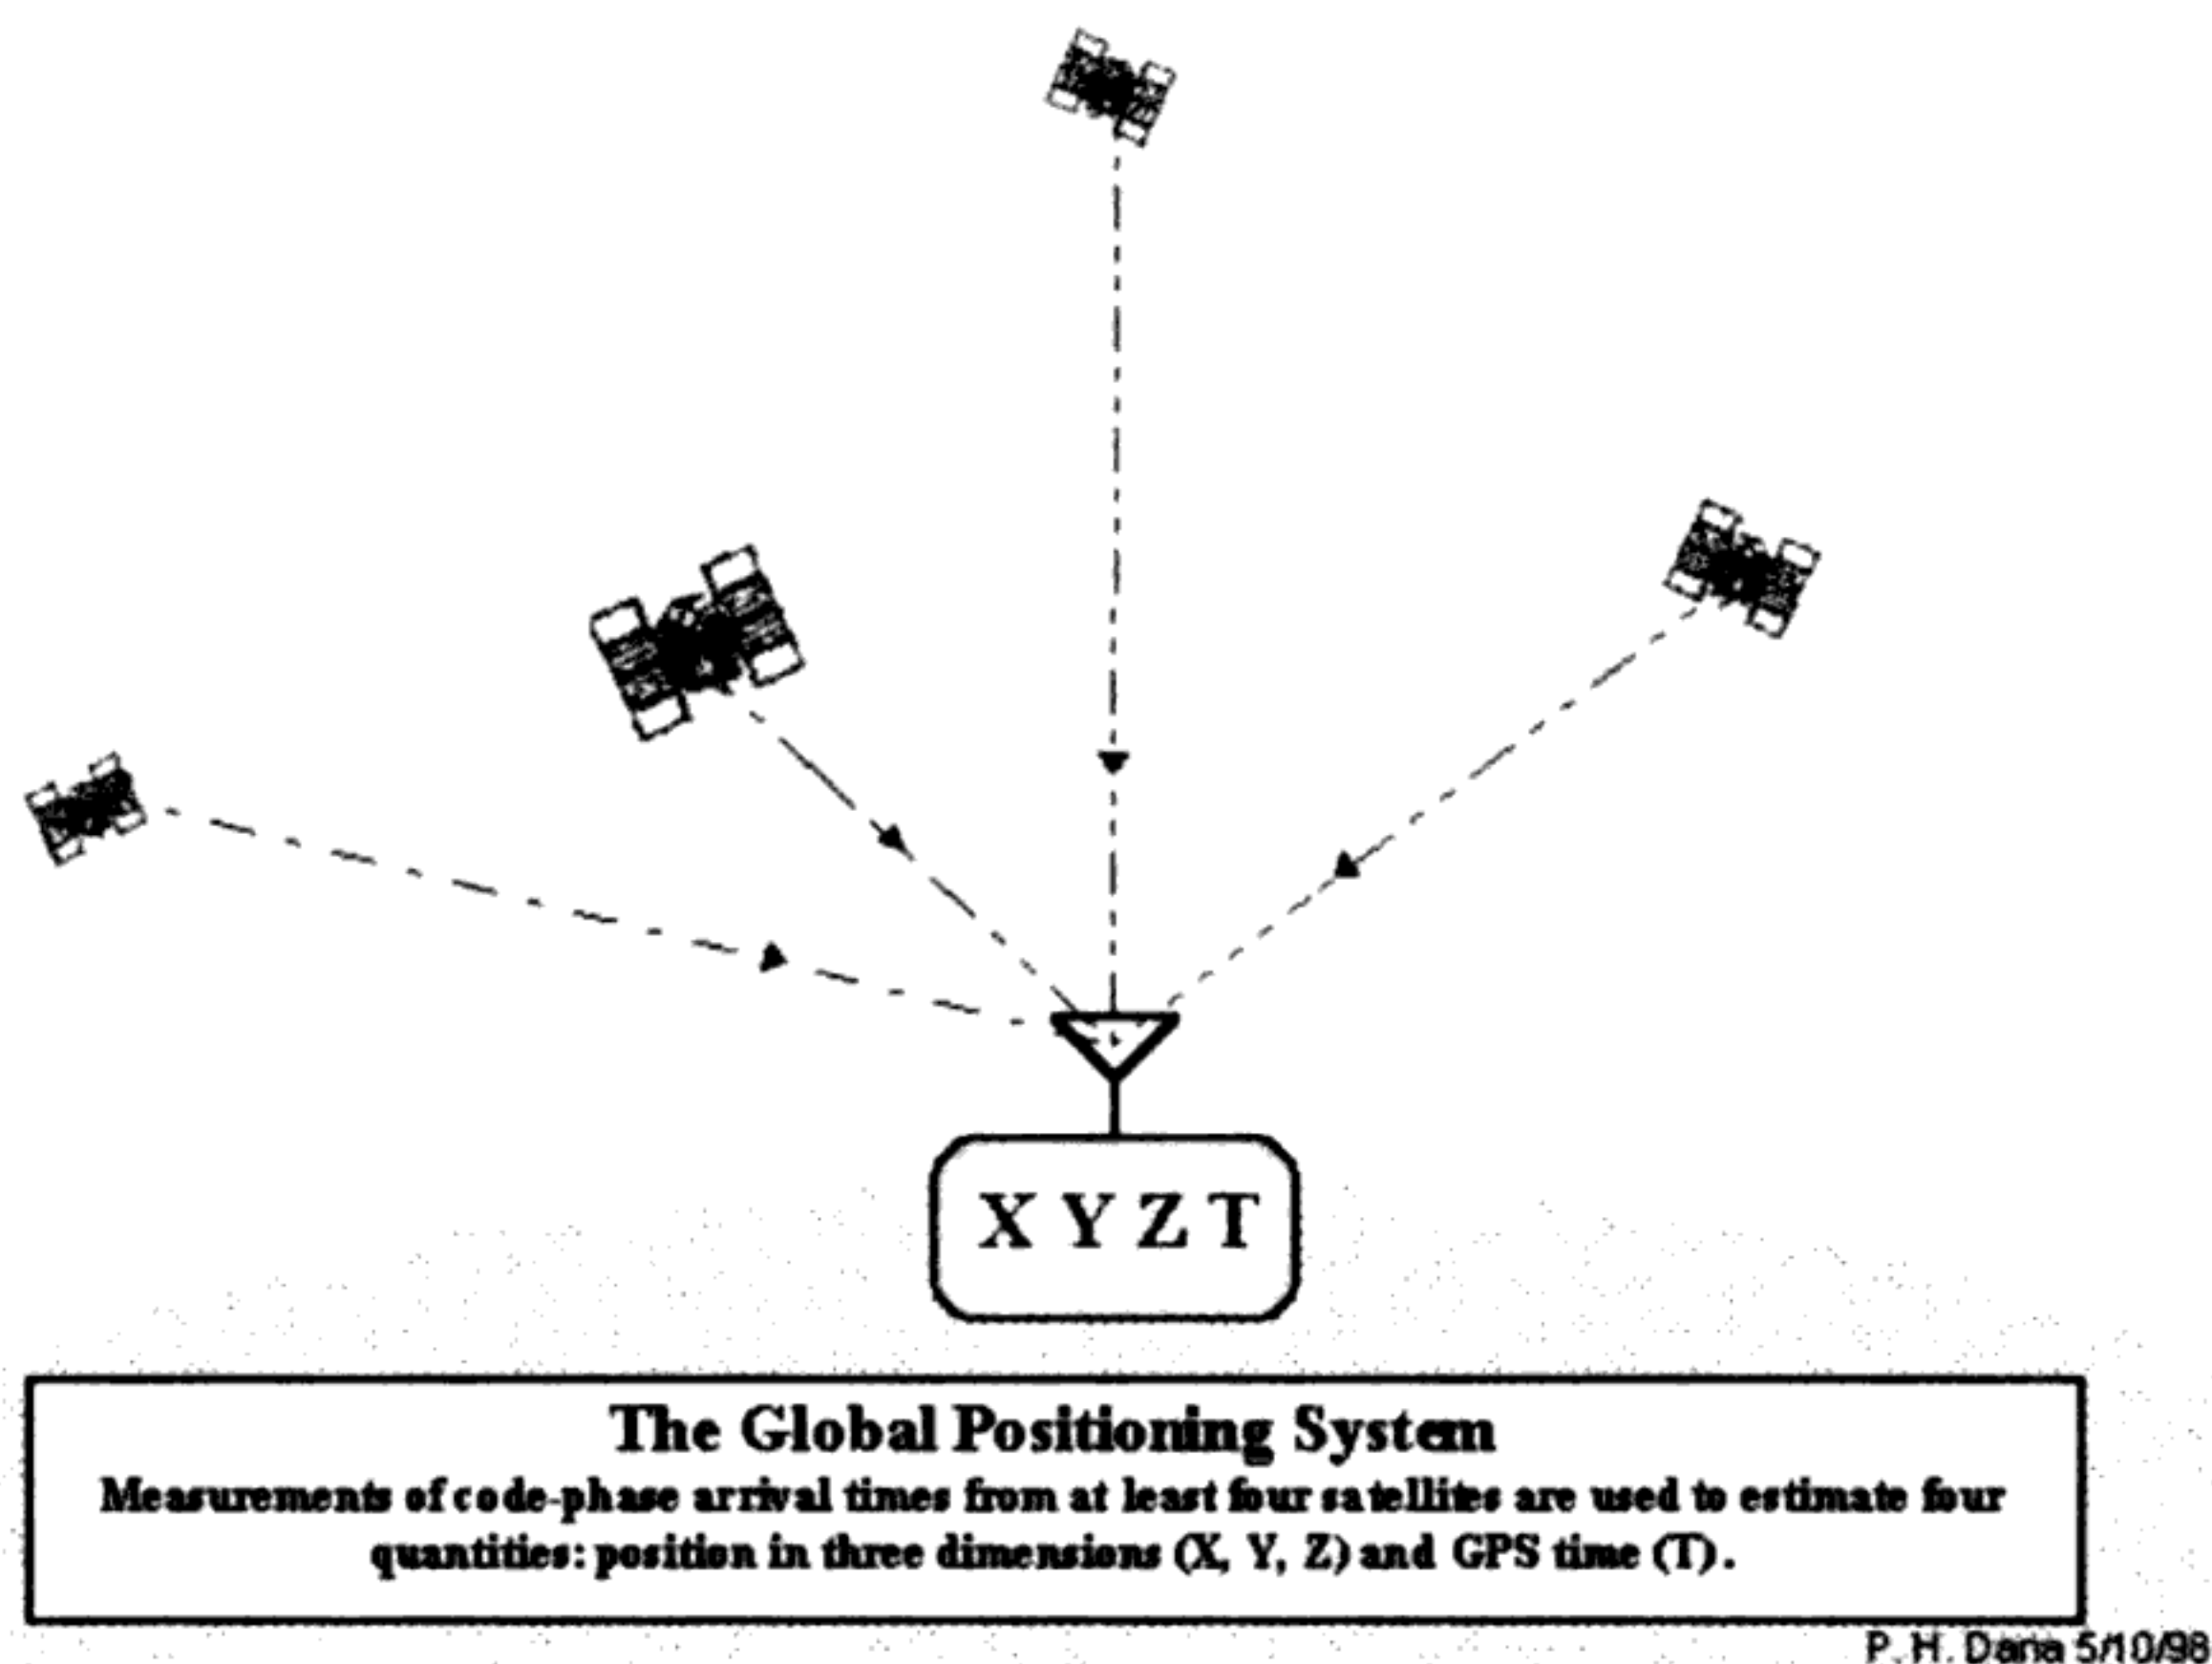 X Y Z T
The Global Positioning System
Measurements of code-phase arrival times from at least four satellites are used to estimate four
quantities: position in three dimensions (X, Y, Z) and GPS time (T).
P. H. Dana 5/10/98